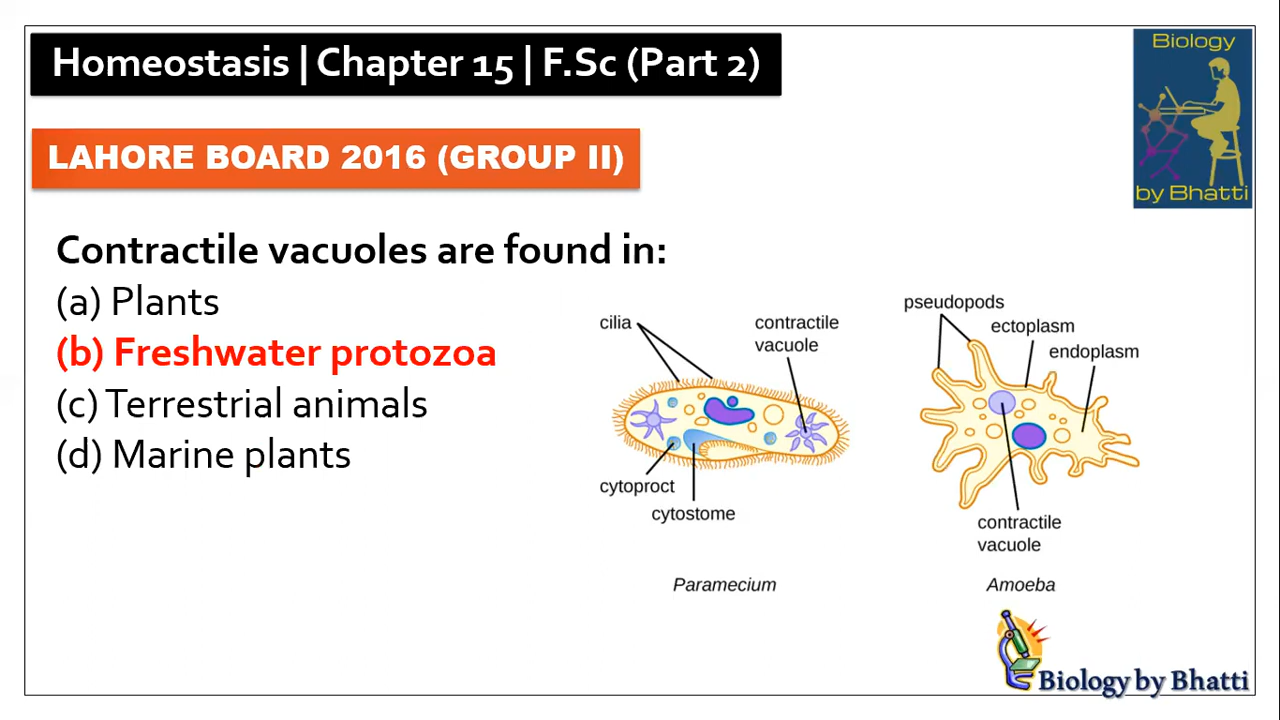 Homeostasis | Chapter 15 | F.Sc (Part 2)
Biology
by Bhatti
LAHORE BOARD 2016 (GROUP II)
Contractile vacuoles are found in:
(a) Plants
(b) Freshwater protozoa
(c) Terrestrial animals
(d) Marine plants
cilia
contractile
vacuole
cytoproct
cytostome
Paramecium
pseudopods
ectoplasm
endoplasm
contractile
vacuole
Amoeba
Biology by Bhatti